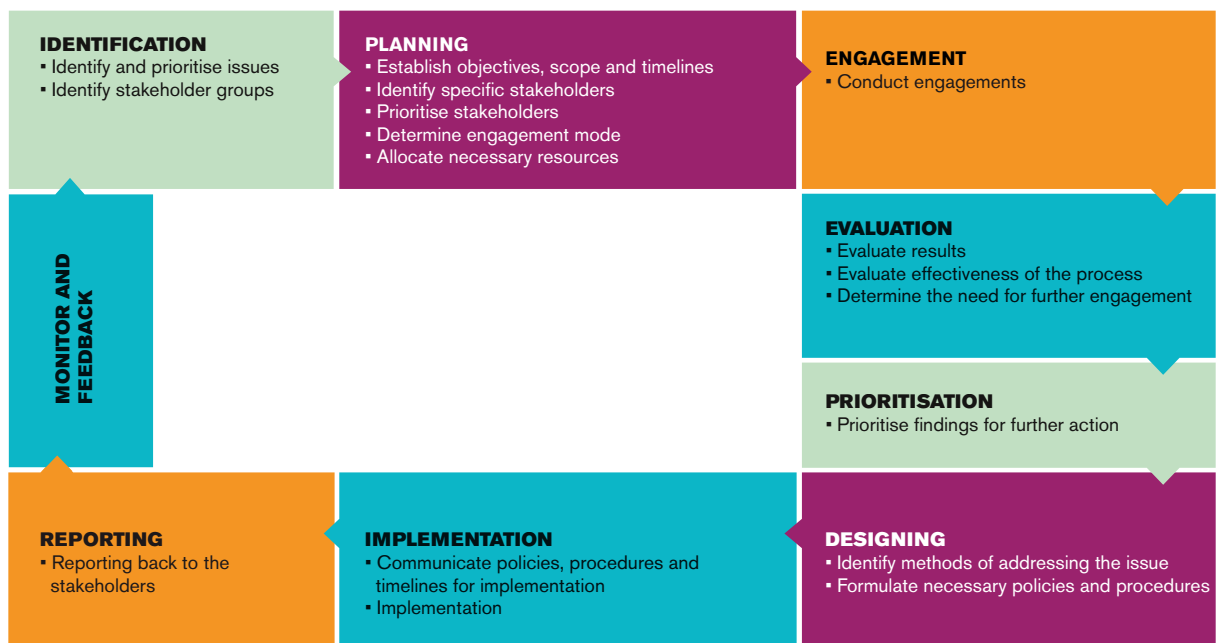 IDENTIFICATION
▪ Identify and prioritise issues
▪ Identify stakeholder groups
PLANNING
▪ Establish objectives, scope and timelines
▪ Identify specific stakeholders
▪ Prioritise stakeholders
▪ Determine engagement mode
▪ Allocate necessary resources
ENGAGEMENT
▪ Conduct engagements
EVALUATION
▪ Evaluate results
▪ Evaluate effectiveness of the process
▪ Determine the need for further engagement
PRIORITISATION
▪ Prioritise findings for further action
DESIGNING
▪ Identify methods of addressing the issue
▪ Formulate necessary policies and procedures
IMPLEMENTATION
▪ Communicate policies, procedures and
timelines for implementation
▪ Implementation
REPORTING
▪ Reporting back to the
stakeholders
MONITOR AND
FEEDBACK